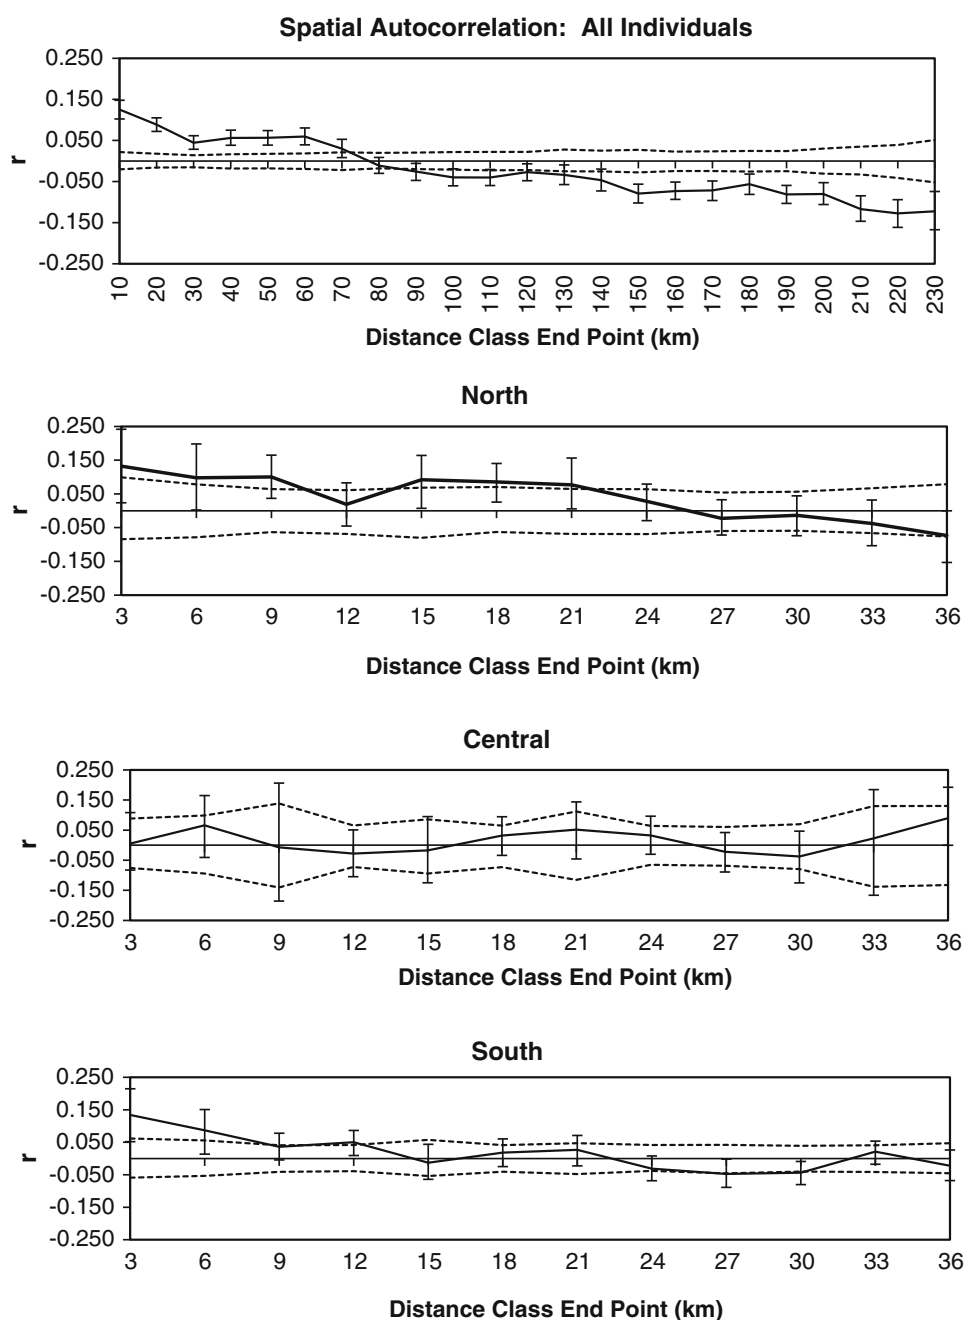 Spatial Autocorrelation: All Individuals
0.250
0.150
0.050
-0.050
-0.150
-0.250
r
10 20 30 40 50 60 70 80 90 100 110 120 130 140 150 160 170 180 190 200 210 220 230
Distance Class End Point (km)
North
0.250
0.150
0.050
-0.050
-0.150
-0.250
r
3 6 9 12 15 18 21 24 27 30 33 36
Distance Class End Point (km)
Central
0.250
0.150
0.050
-0.050
-0.150
-0.250
r
3 6 9 12 15 18 21 24 27 30 33 36
Distance Class End Point (km)
South
0.250
0.150
0.050
-0.050
-0.150
-0.250
r
3 6 9 12 15 18 21 24 27 30 33 36
Distance Class End Point (km)